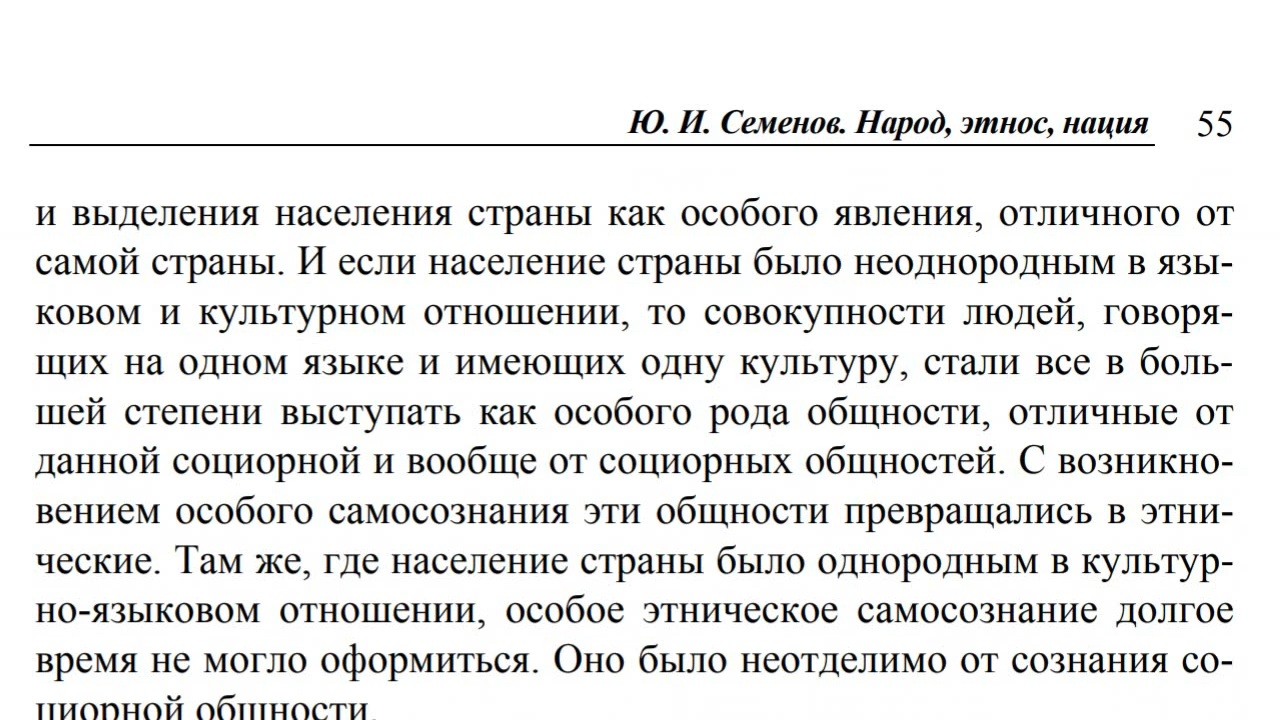 Ю. И. Семенов. Народ, этнос, нация 55
и выделения населения страны как особого явления, отличного от
самой страны. И если население страны было неоднородным в язы-
ковом и культурном отношении, то совокупности людей, говоря-
щих на одном языке и имеющих одну культуру, стали все в боль-
шей степени выступать как особого рода общности, отличные от
данной социорной и вообще от социорных общностей. С возникно-
вением особого самосознания эти общности превращались в этни-
ческие. Там же, где население страны было однородным в культур-
но-языковом отношении, особое этническое самосознание долгое
время не могло оформиться. Оно было неотделимо от сознания со-
циорной общности.